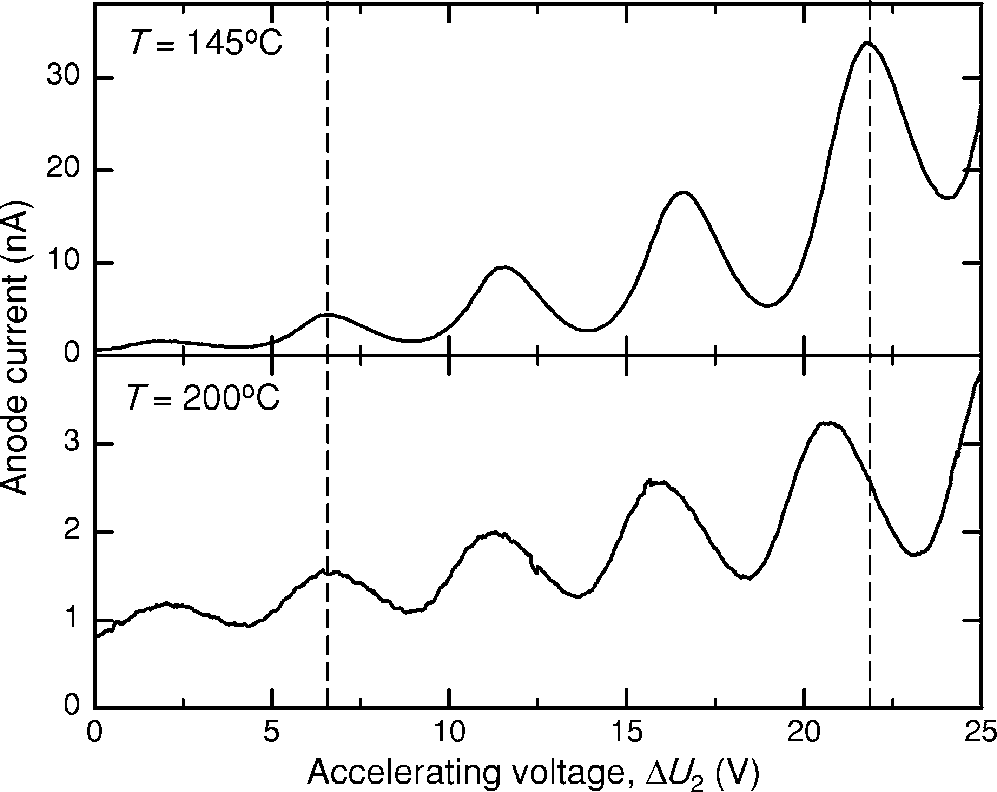 T = 145ºC
30
20
10
0
T = 200ºC
3
2
1
0
0 5 10 15 20 25
Anode current (nA)
Accelerating voltage, ΔU₂ (V)